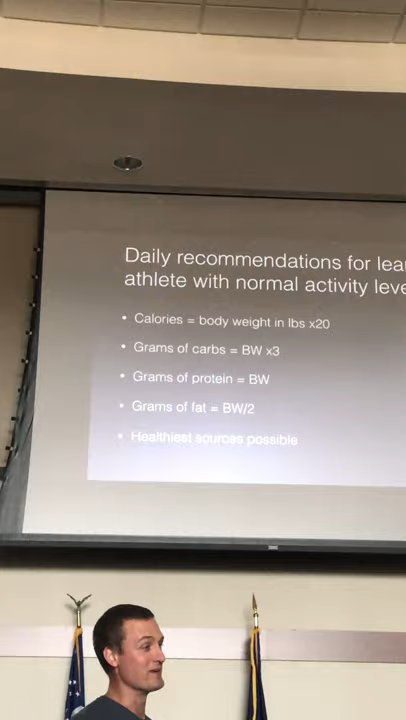 Daily recommendations for lea
athlete with normal activity leve
• Calories = body weight in lbs x20
• Grams of carbs = BW x3
• Grams of protein = BW
• Grams of fat = BW/2
• Healthiest sources possible